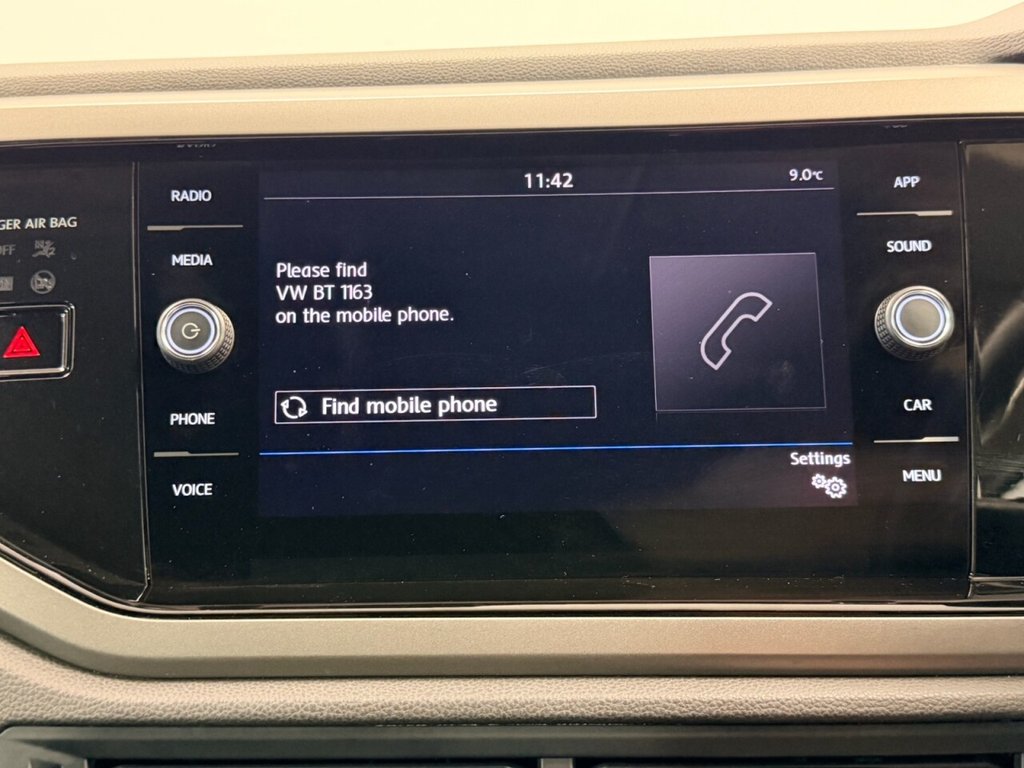 11:42
9.0°C
RADIO
MEDIA
PHONE
VOICE
GER AIR BAG
OFF
Please find
VW BT 1163
on the mobile phone.
Find mobile phone
Settings
APP
SOUND
CAR
MENU